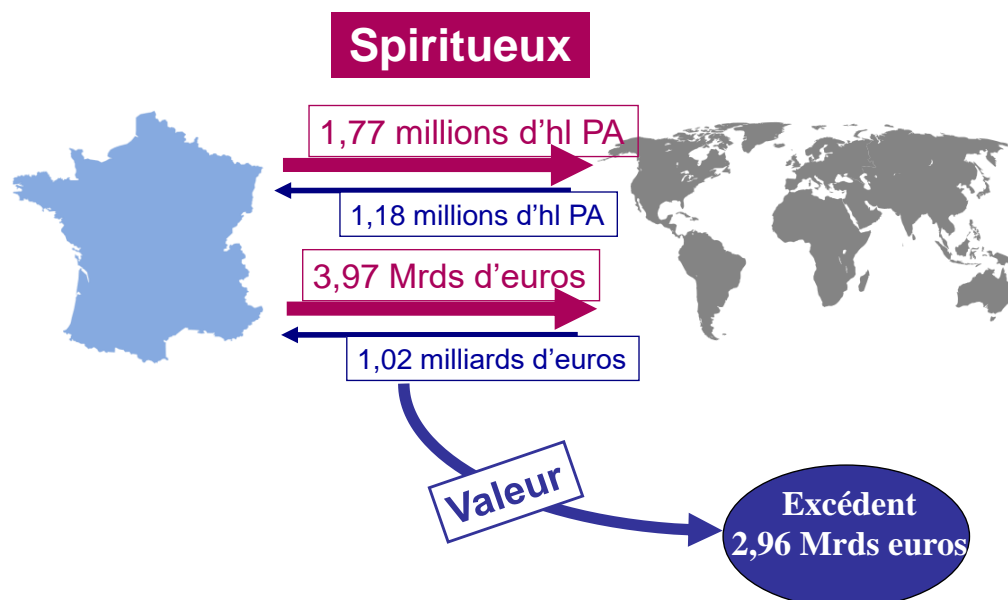 Spiritueux
1,77 millions d’hl PA
1,18 millions d’hl PA
3,97 Mrds d’euros
1,02 milliards d’euros
Valeur
Excédent
2,96 Mrds euros